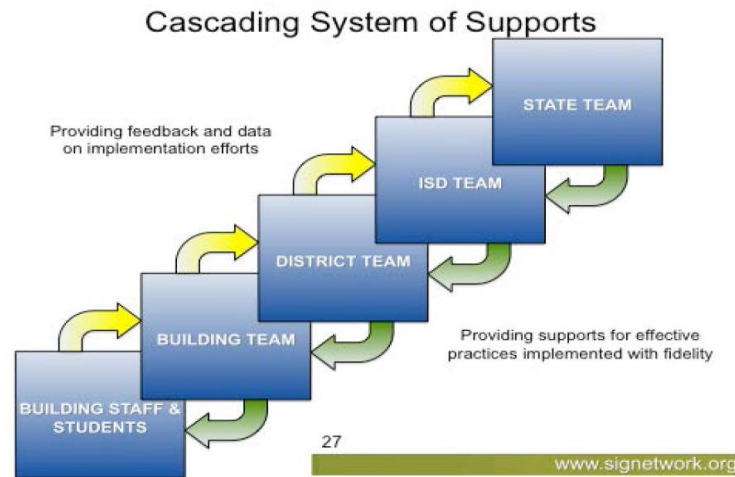 Cascading System of Supports
STATE TEAM
Providing feedback and data
on implementation efforts
ISD TEAM
DISTRICT TEAM
Providing supports for effective
practices implemented with fidelity
BUILDING TEAM
BUILDING STAFF &
STUDENTS
27
www.signetwork.org